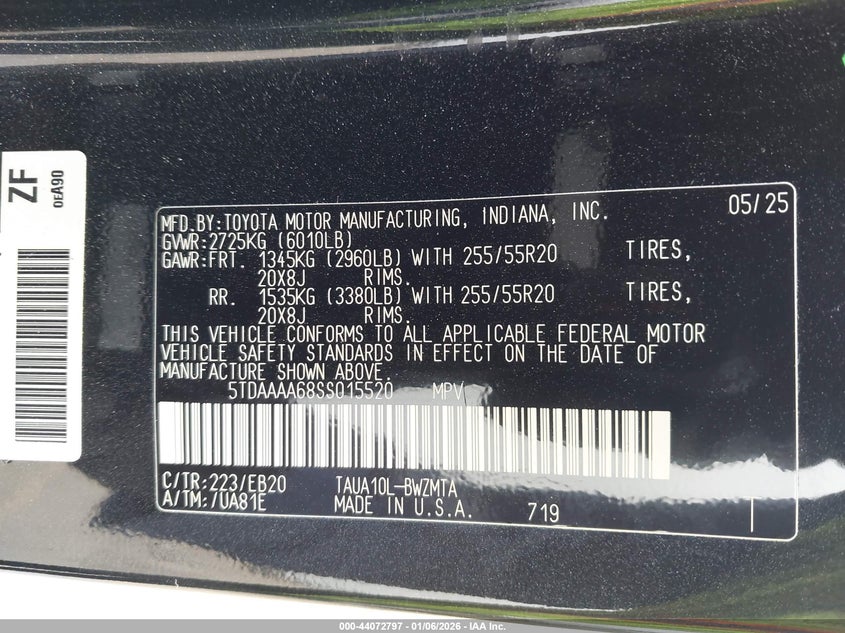 ZF
0EA90
MFD.BY:TOYOTA MOTOR MANUFACTURING, INDIANA, INC. 05/25
GVWR:2725KG (6010LB)
GAWR:FRT. 1345KG (2960LB) WITH 255/55R20 TIRES,
20X8J RIMS.
RR. 1535KG (3380LB) WITH 255/55R20 TIRES,
20X8J RIMS.
THIS VEHICLE CONFORMS TO ALL APPLICABLE FEDERAL MOTOR
VEHICLE SAFETY STANDARDS IN EFFECT ON THE DATE OF
MANUFACTURE SHOWN ABOVE.
5TDAAAA68SS015520 MPV
C/TR:223/EB20 TAUA10L-BWZMTA
A/TM:7UA81E MADE IN U.S.A. 719
000-44072797 - 01/06/2026 - IAA Inc.